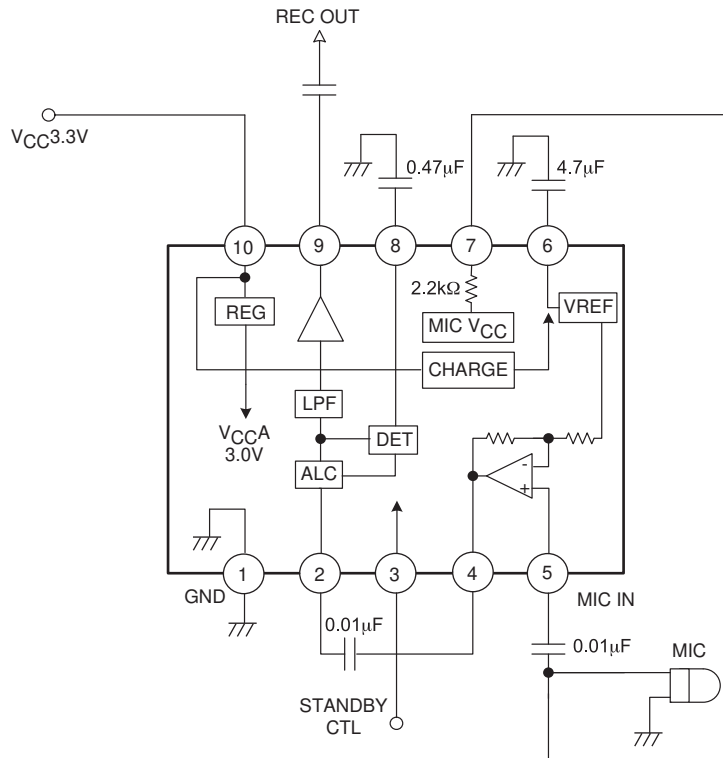 REC OUT
VCC3.3V
0.47μF
4.7μF
10
9
8
7
6
2.2kΩ
REG
MIC VCC
VREF
CHARGE
LPF
VCCA
3.0V
DET
ALC
-
+
1
2
3
4
5
GND
MIC IN
0.01μF
0.01μF
MIC
STANDBY
CTL